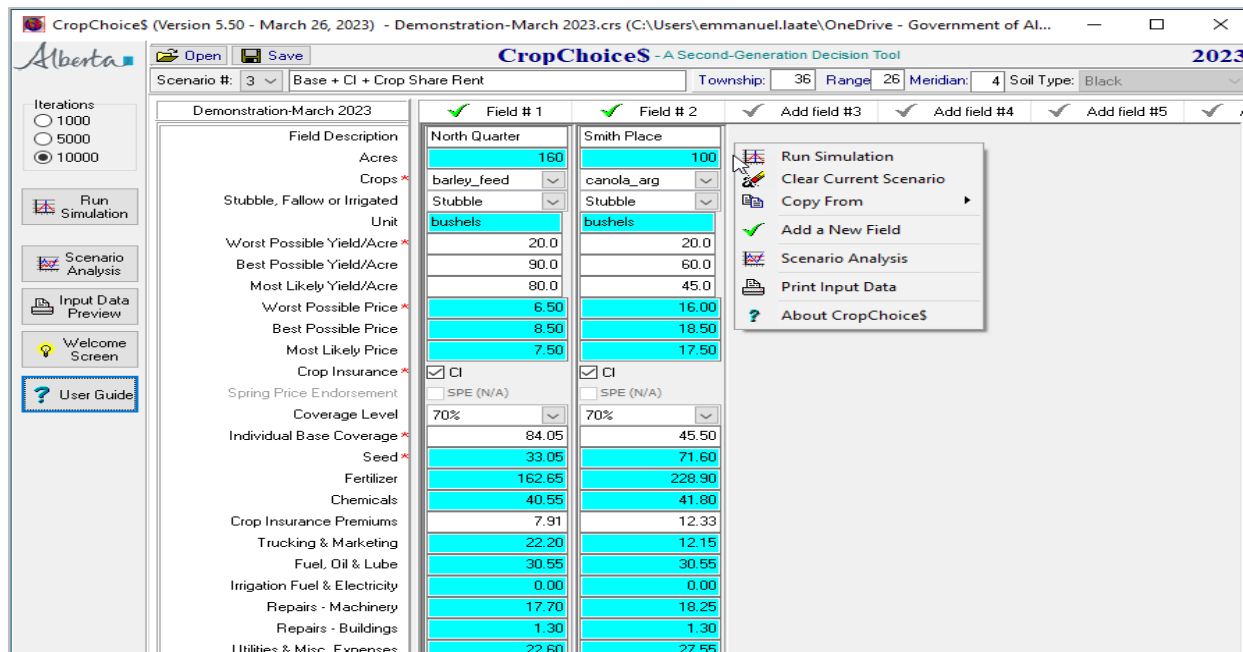 CropChoice$ (Version 5.50 - March 26, 2023) - Demonstration-March 2023.crs (C:\Users\emmanuel.laate\OneDrive - Government of Al...
Alberta
Open Save CropChoice$ - A Second-Generation Decision Tool 2023
Scenario #: 3 Base + CI + Crop Share Rent Township: 36 Range 26 Meridian: 4 Soil Type: Black
Iterations
1000
5000
10000
Run Simulation
Scenario Analysis
Input Data Preview
Welcome Screen
? User Guide
Demonstration-March 2023 Field # 1 Field # 2 Add field #3 Add field #4 Add field #5
Field Description North Quarter Smith Place
Acres 160 100
Crops * barley_feed canola_arg
Stubble, Fallow or Irrigated Stubble Stubble
Unit bushels bushels
Worst Possible Yield/Acre * 20.0 20.0
Best Possible Yield/Acre 90.0 60.0
Most Likely Yield/Acre 80.0 45.0
Worst Possible Price * 6.50 16.00
Best Possible Price 8.50 18.50
Most Likely Price 7.50 17.50
Crop Insurance * CI CI
Spring Price Endorsement SPE (N/A) SPE (N/A)
Coverage Level 70% 70%
Individual Base Coverage * 84.05 45.50
Seed * 33.05 71.60
Fertilizer 162.65 228.90
Chemicals 40.55 41.80
Crop Insurance Premiums 7.91 12.33
Trucking & Marketing 22.20 12.15
Fuel, Oil & Lube 30.55 30.55
Irrigation Fuel & Electricity 0.00 0.00
Repairs - Machinery 17.70 18.25
Repairs - Buildings 1.30 1.30
Utilities & Misc. Expenses 22.60 27.55
Run Simulation
Clear Current Scenario
Copy From
Add a New Field
Scenario Analysis
Print Input Data
? About CropChoice$